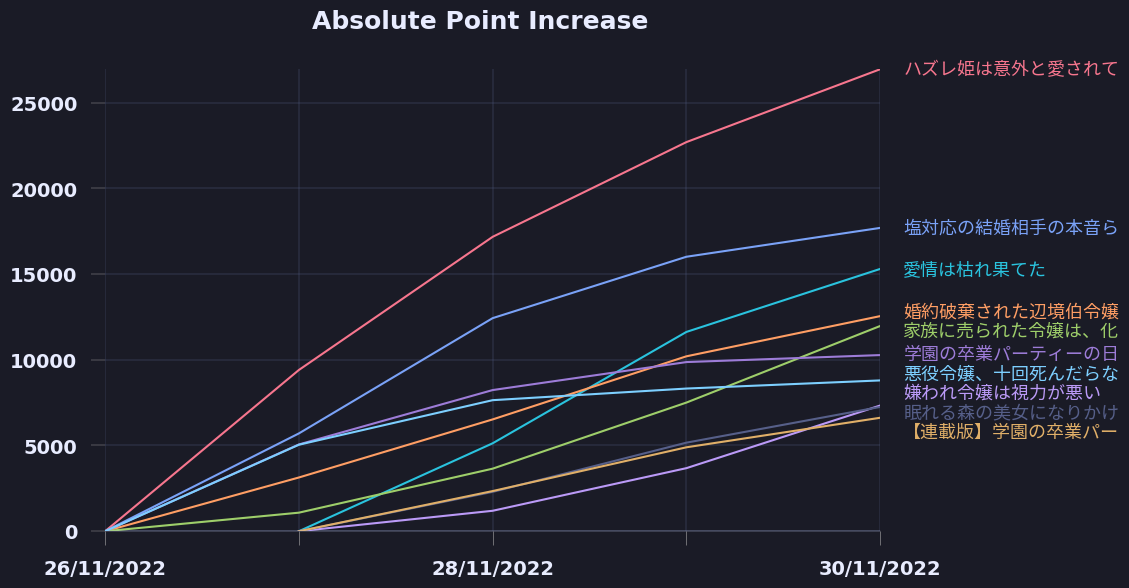 Absolute Point Increase
ハズレ姫は意外と愛されて
25000
20000
塩対応の結婚相手の本音ら
15000
愛情は枯れ果てた
婚約破棄された辺境伯令嬢
家族に売られた令嬢は、化
10000
学園の卒業パーティーの日
悪役令嬢、十回死んだらな
嫌われ令嬢は視力が悪い
眠れる森の美女になりかけ
【連載版】学園の卒業パー
5000
0
26/11/2022
28/11/2022
30/11/2022